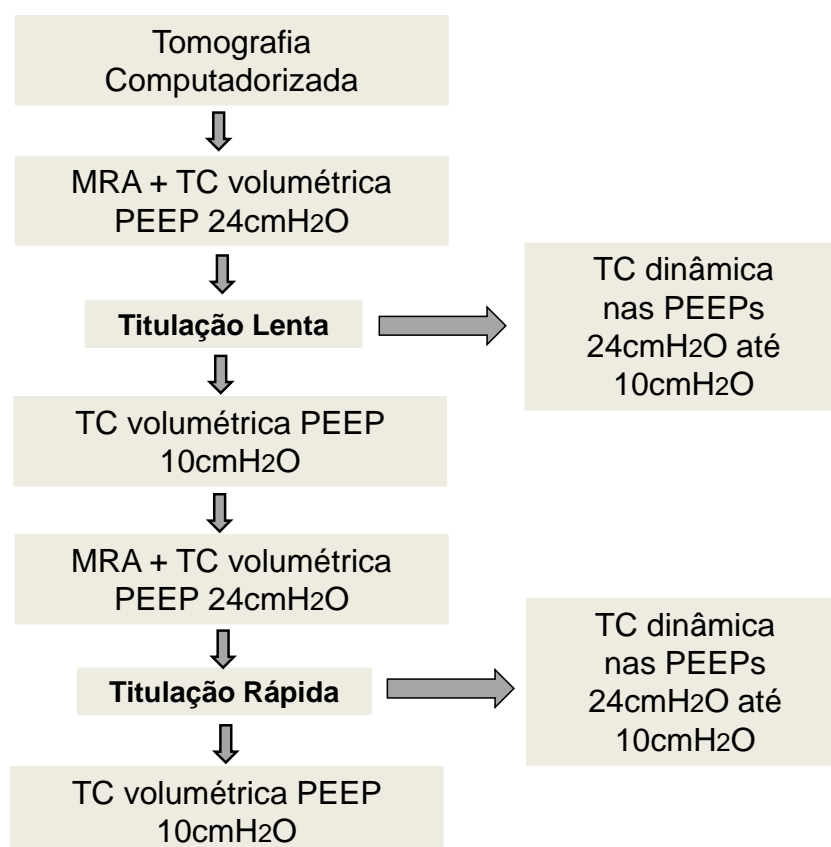 Tomografia
Computadorizada
MRA + TC volumétrica
PEEP 24cmH2O
Titulação Lenta
TC dinâmica
nas PEEPs
24cmH2O até
10cmH2O
TC volumétrica PEEP
10cmH2O
MRA + TC volumétrica
PEEP 24cmH2O
Titulação Rápida
TC dinâmica
nas PEEPs
24cmH2O até
10cmH2O
TC volumétrica PEEP
10cmH2O